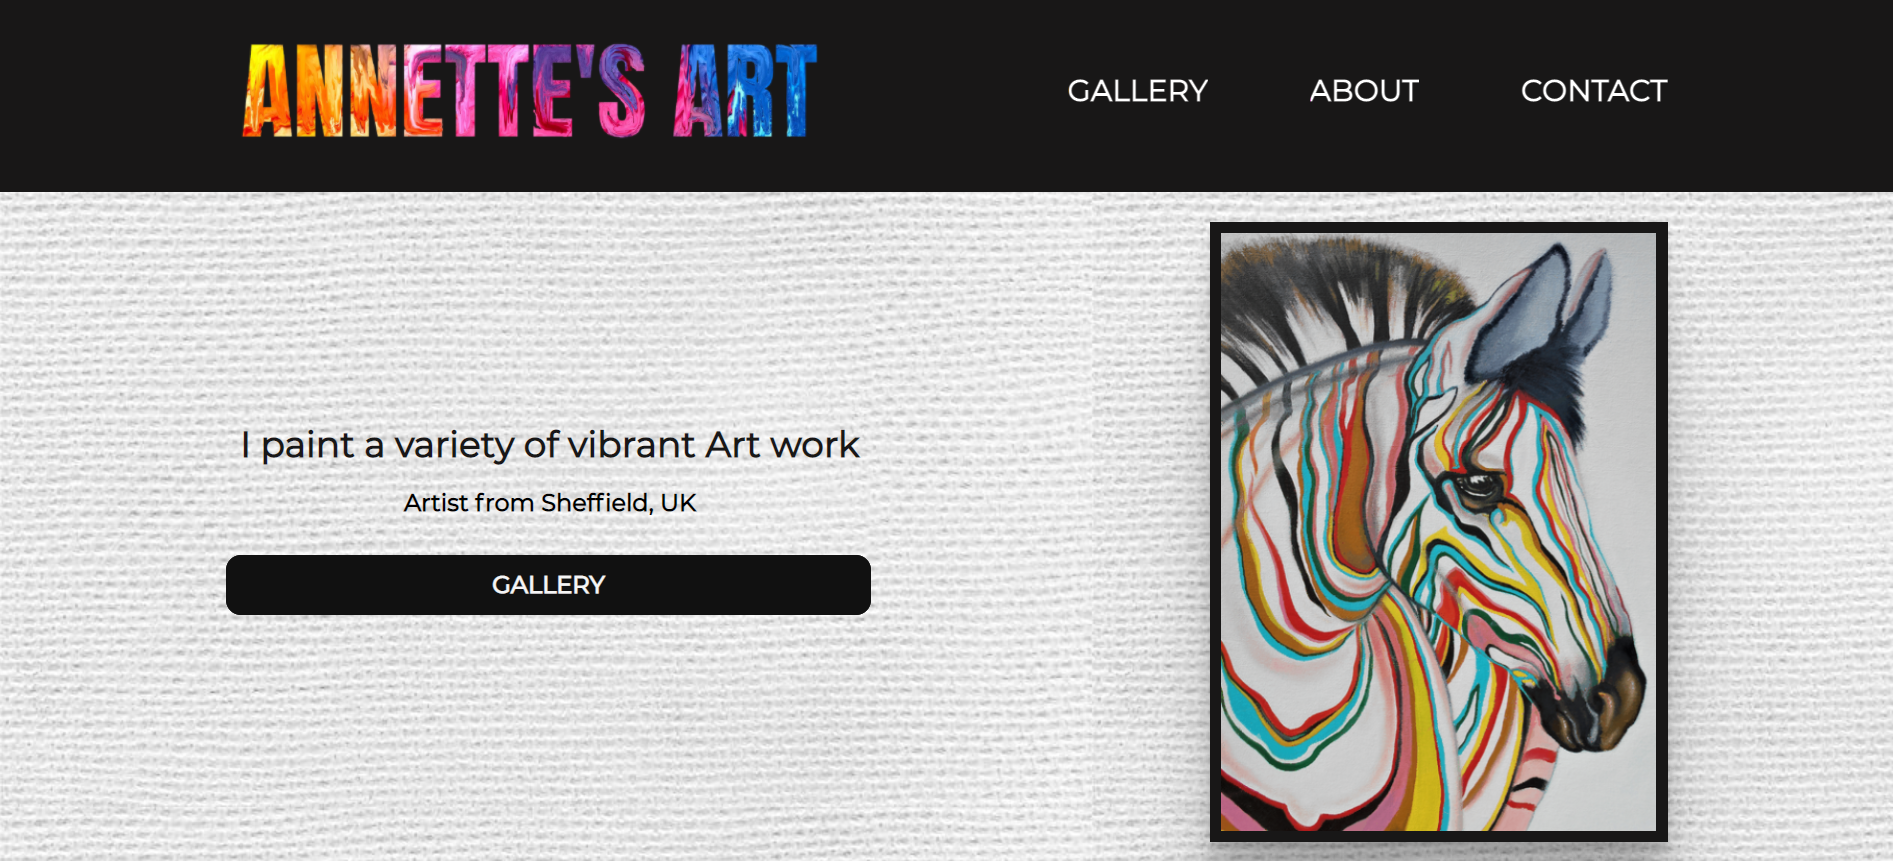 ANNETTE'S ART
GALLERY ABOUT CONTACT
I paint a variety of vibrant Art work
Artist from Sheffield, UK
GALLERY